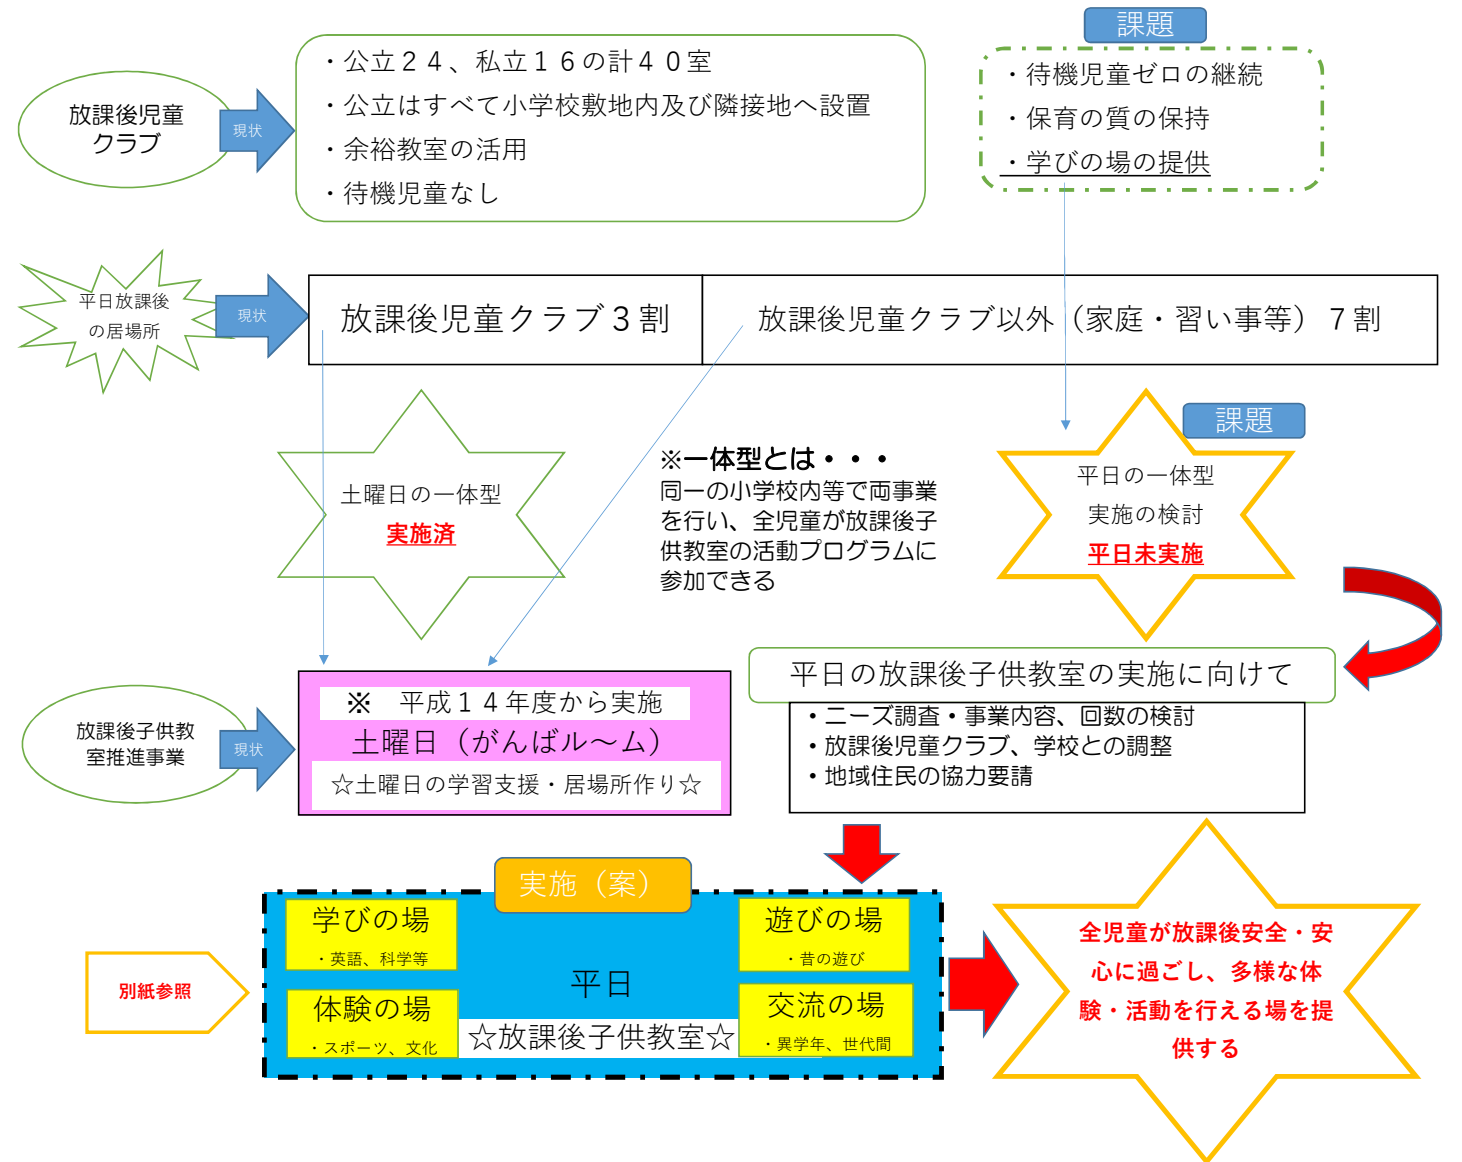 課題
放課後児童
クラブ
現状
・公立２４、私立１６の計４０室
・公立はすべて小学校敷地内及び隣接地へ設置
・余裕教室の活用
・待機児童なし
・待機児童ゼロの継続
・保育の質の保持
・学びの場の提供
平日放課後
の居場所
現状
放課後児童クラブ３割
放課後児童クラブ以外（家庭・習い事等）７割
土曜日の一体型
実施済
※一体型とは・・・
同一の小学校内等で両事業
を行い、全児童が放課後子
供教室の活動プログラムに
参加できる
課題
平日の一体型
実施の検討
平日未実施
放課後子供教
室推進事業
現状
※　平成１４年度から実施
土曜日（がんばル～ム）
☆土曜日の学習支援・居場所作り☆
平日の放課後子供教室の実施に向けて
・ニーズ調査・事業内容、回数の検討
・放課後児童クラブ、学校との調整
・地域住民の協力要請
実施（案）
別紙参照
学びの場
・英語、科学等
体験の場
・スポーツ、文化
平日
☆放課後子供教室☆
遊びの場
・昔の遊び
交流の場
・異学年、世代間
全児童が放課後安全・安
心に過ごし、多様な体
験・活動を行える場を提
供する